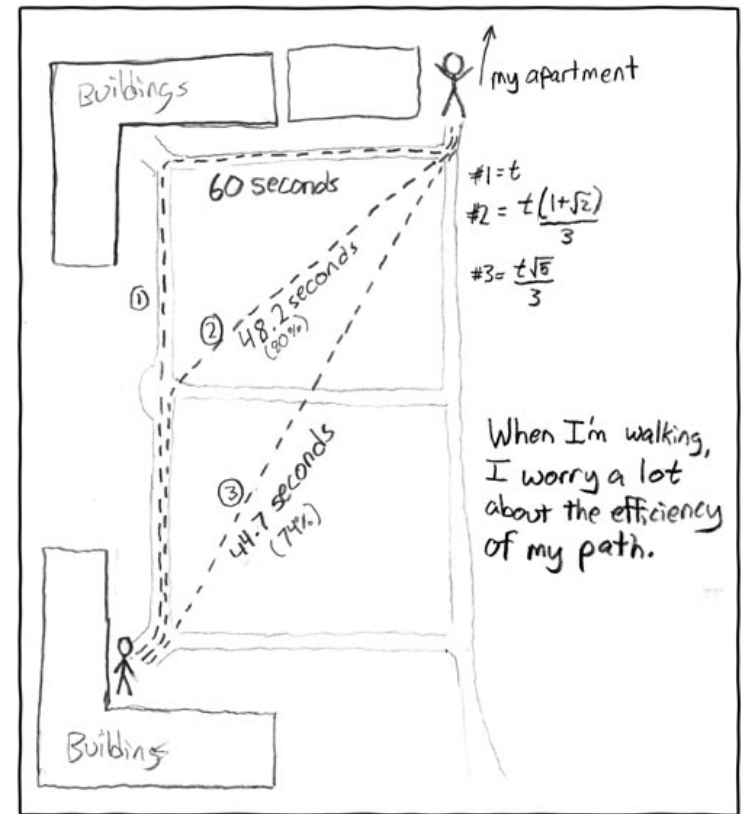 Buildings
my apartment
60 seconds
#1=t
#2 = t(1+√2)
3
#3= t√5
3
①
②
48.2 seconds
(80%)
③
44.7 seconds
(74%)
When I'm walking,
I worry a lot
about the efficiency
of my path.
Buildings